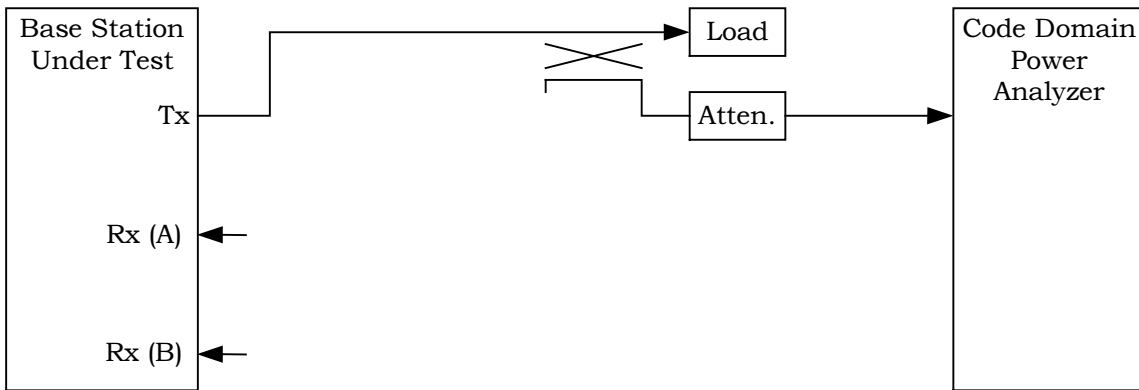 Base Station
Under Test
Tx
Rx (A)
Rx (B)
Load
Atten.
Code Domain
Power
Analyzer